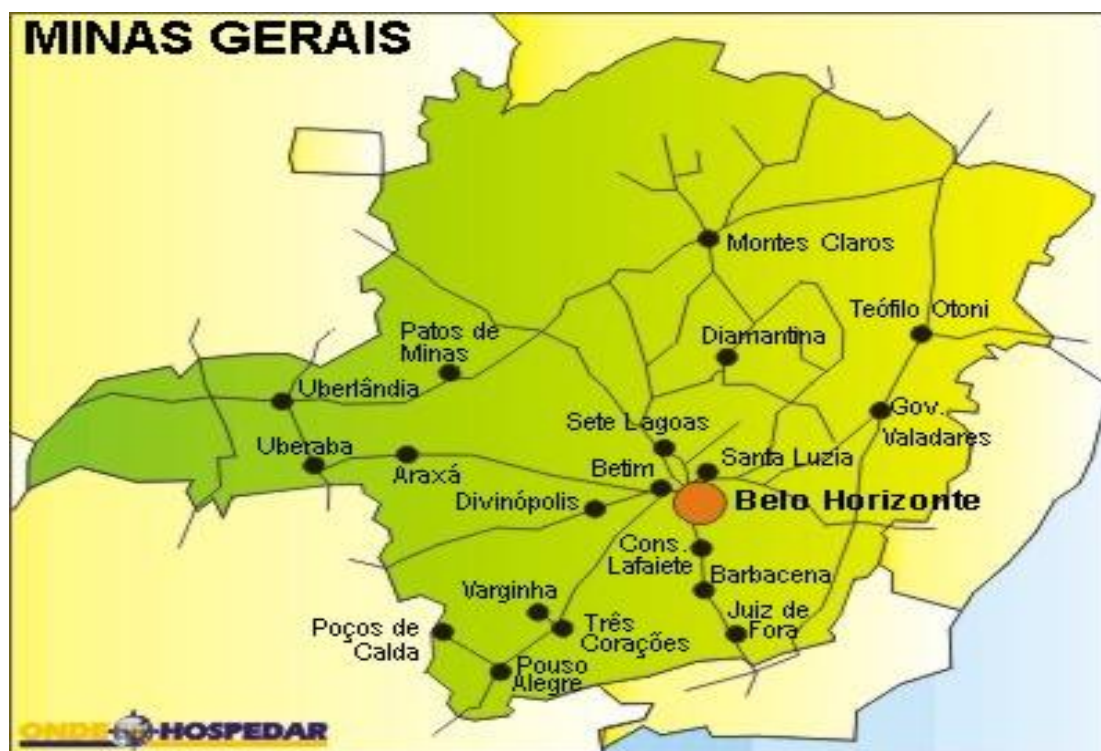 MINAS GERAIS
Montes Claros
Teófilo Otoni
Diamantina
Patos de
Minas
Uberlândia
Gov.
Valadares
Sete Lagoas
Uberaba
Araxá
Betim
Santa Luzia
Divinópolis
Belo Horizonte
Cons.
Lafaiete
Barbacena
Varginha
Juiz de
Fora
Poços de
Calda
Três
Corações
Pouso
Alegre
ONDE HOSPEDAR